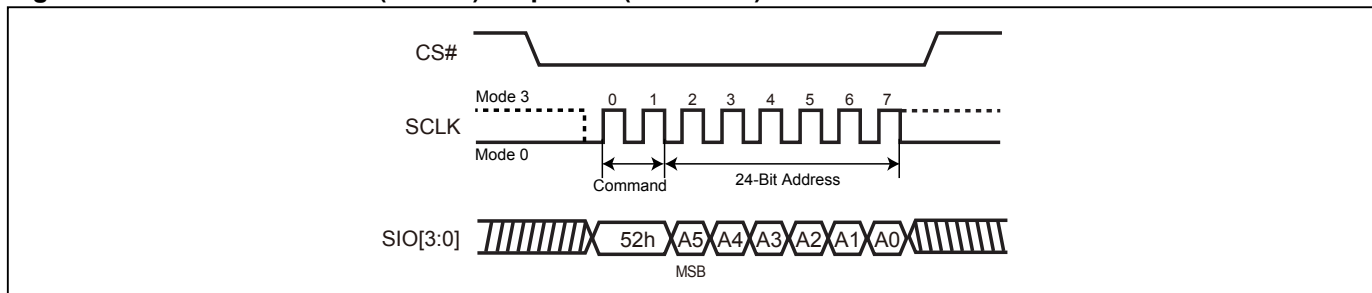 CS#
Mode 3
0 1 2 3 4 5 6 7
SCLK
Mode 0
Command
24-Bit Address
SIO[3:0]
52h A5 A4 A3 A2 A1 A0
MSB